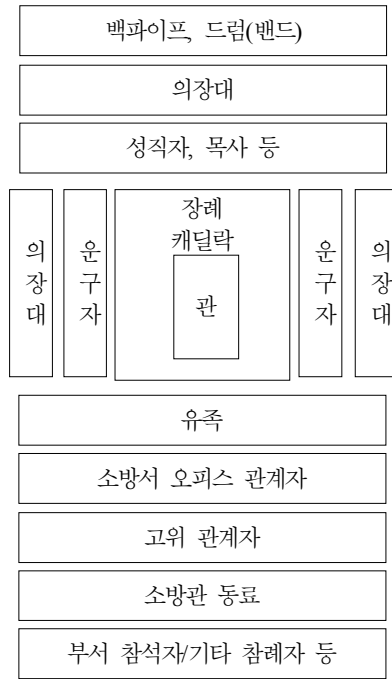 백파이프, 드럼(밴드)
의장대
성직자, 목사 등
의장대
운구자
장례
캐딜락
관
운구자
의장대
유족
소방서 오피스 관계자
고위 관계자
소방관 동료
부서 참석자/기타 참례자 등